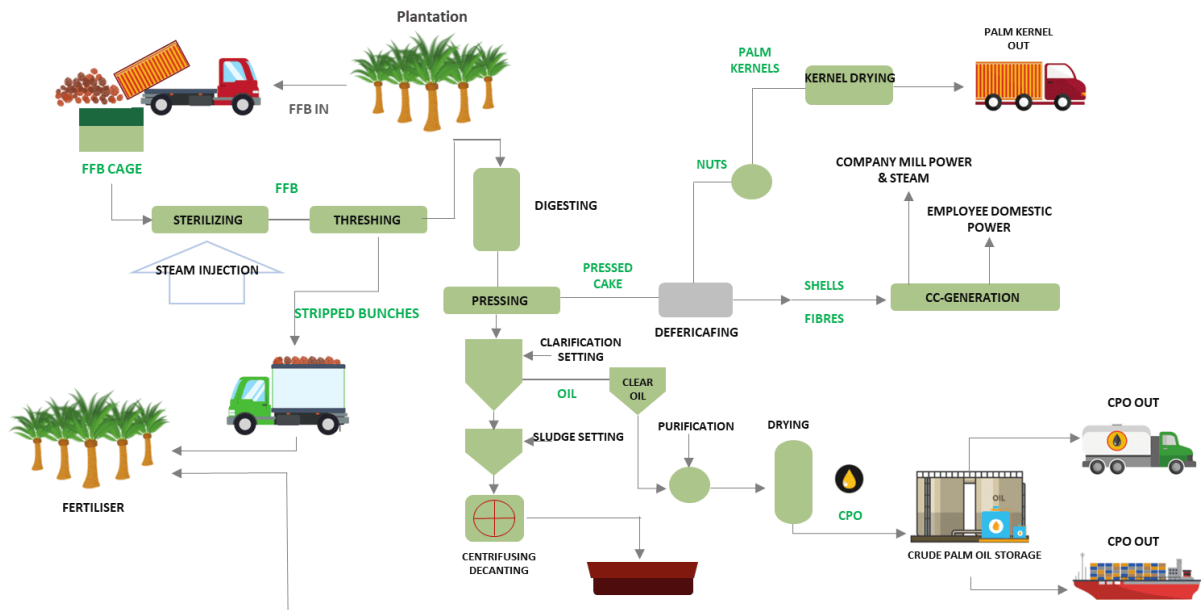 Plantation
PALM KERNEL
OUT
PALM
KERNELS
KERNEL DRYING
FFB IN
FFB CAGE
NUTS
COMPANY MILL POWER
& STEAM
FFB
DIGESTING
EMPLOYEE DOMESTIC
POWER
STERILIZING
THRESHING
STEAM INJECTION
PRESSED
CAKE
SHELLS
FIBRES
CC-GENERATION
PRESSING
STRIPPED BUNCHES
DEFERICAFING
CLARIFICATION
SETTING
OIL
CLEAR
OIL
CPO OUT
SLUDGE SETTING
PURIFICATION
DRYING
FERTILISER
CPO
OIL
CRUDE PALM OIL STORAGE
CPO OUT
CENTRIFUSING
DECANTING